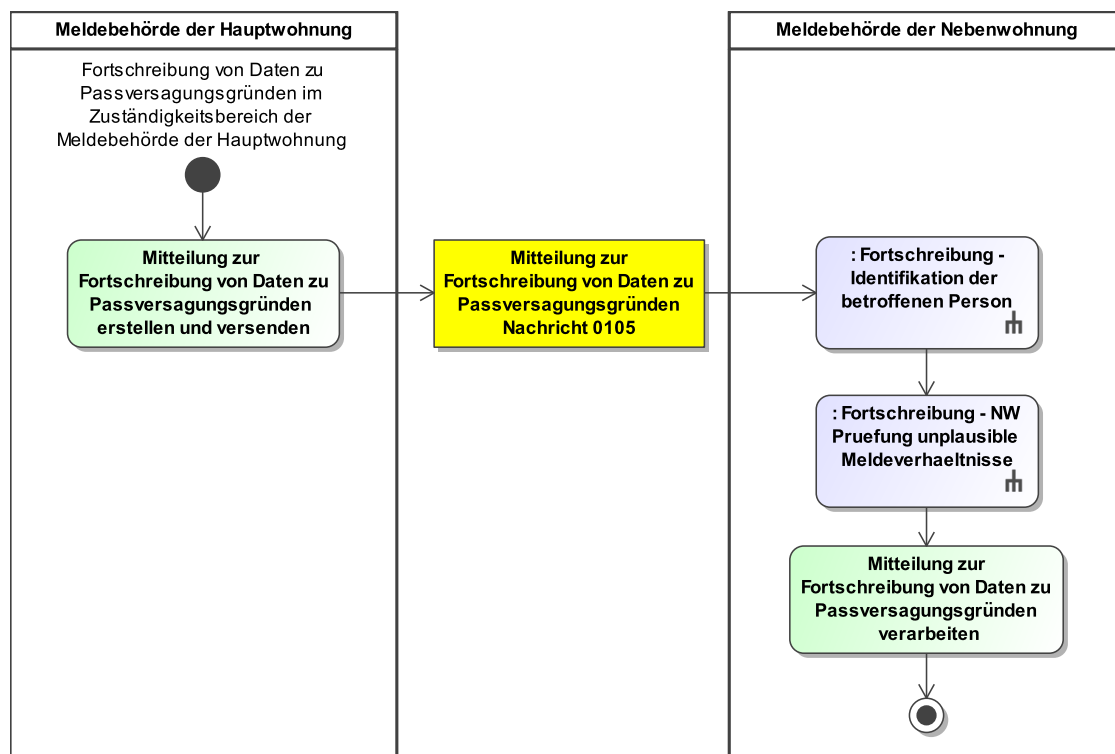 Meldebehörde der Hauptwohnung
Fortschreibung von Daten zu
Passversagungsgründen im
Zuständigkeitsbereich der
Meldebehörde der Hauptwohnung
Mitteilung zur
Fortschreibung von Daten zu
Passversagungsgründen
erstellen und versenden
Mitteilung zur
Fortschreibung von Daten zu
Passversagungsgründen
Nachricht 0105
Meldebehörde der Nebenwohnung
: Fortschreibung -
Identifikation der
betroffenen Person
: Fortschreibung - NW
Pruefung unplausible
Meldeverhaeltnisse
Mitteilung zur
Fortschreibung von Daten zu
Passversagungsgründen
verarbeiten